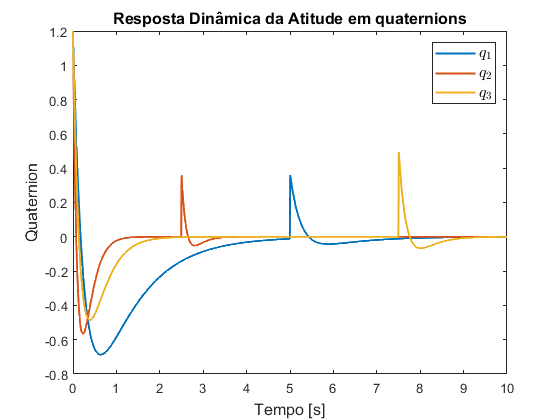 Resposta Dinâmica da Atitude em quaternions
1.2
1
0.8
0.6
0.4
0.2
0
-0.2
-0.4
-0.6
-0.8
Quaternion
q1
q2
q3
0 1 2 3 4 5 6 7 8 9 10
Tempo [s]